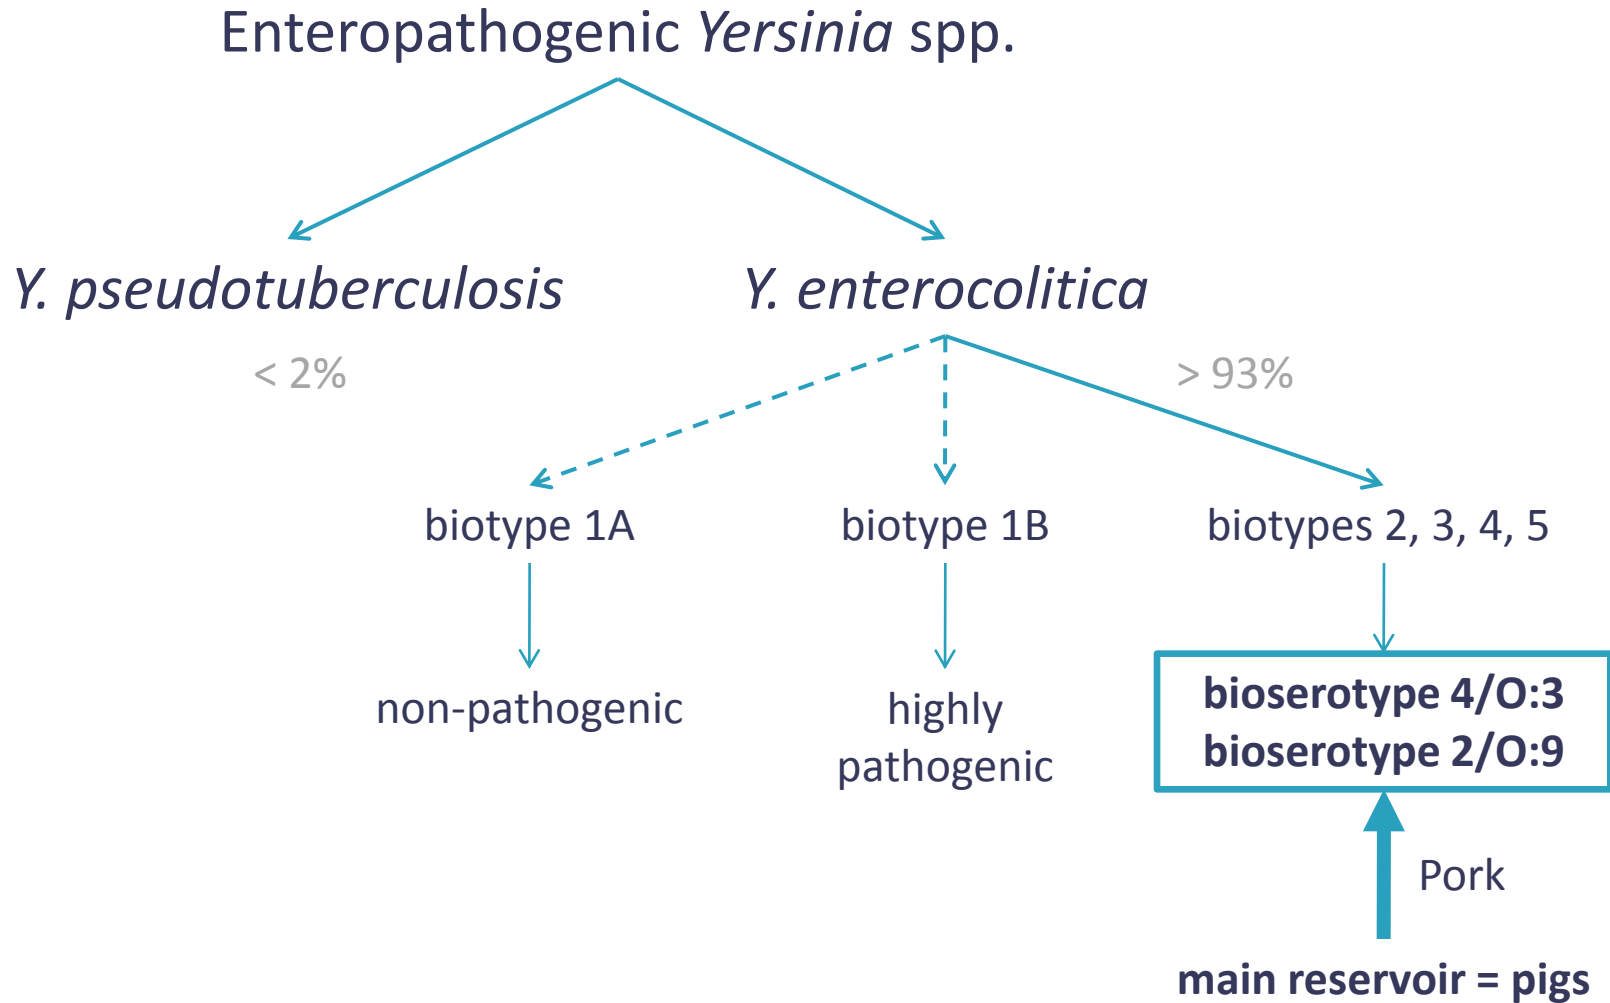 Enteropathogenic Yersinia spp.
Y. pseudotuberculosis
Y. enterocolitica
< 2%
> 93%
biotype 1A
biotype 1B
biotypes 2, 3, 4, 5
non-pathogenic
highly
pathogenic
bioserotype 4/O:3
bioserotype 2/O:9
Pork
main reservoir = pigs